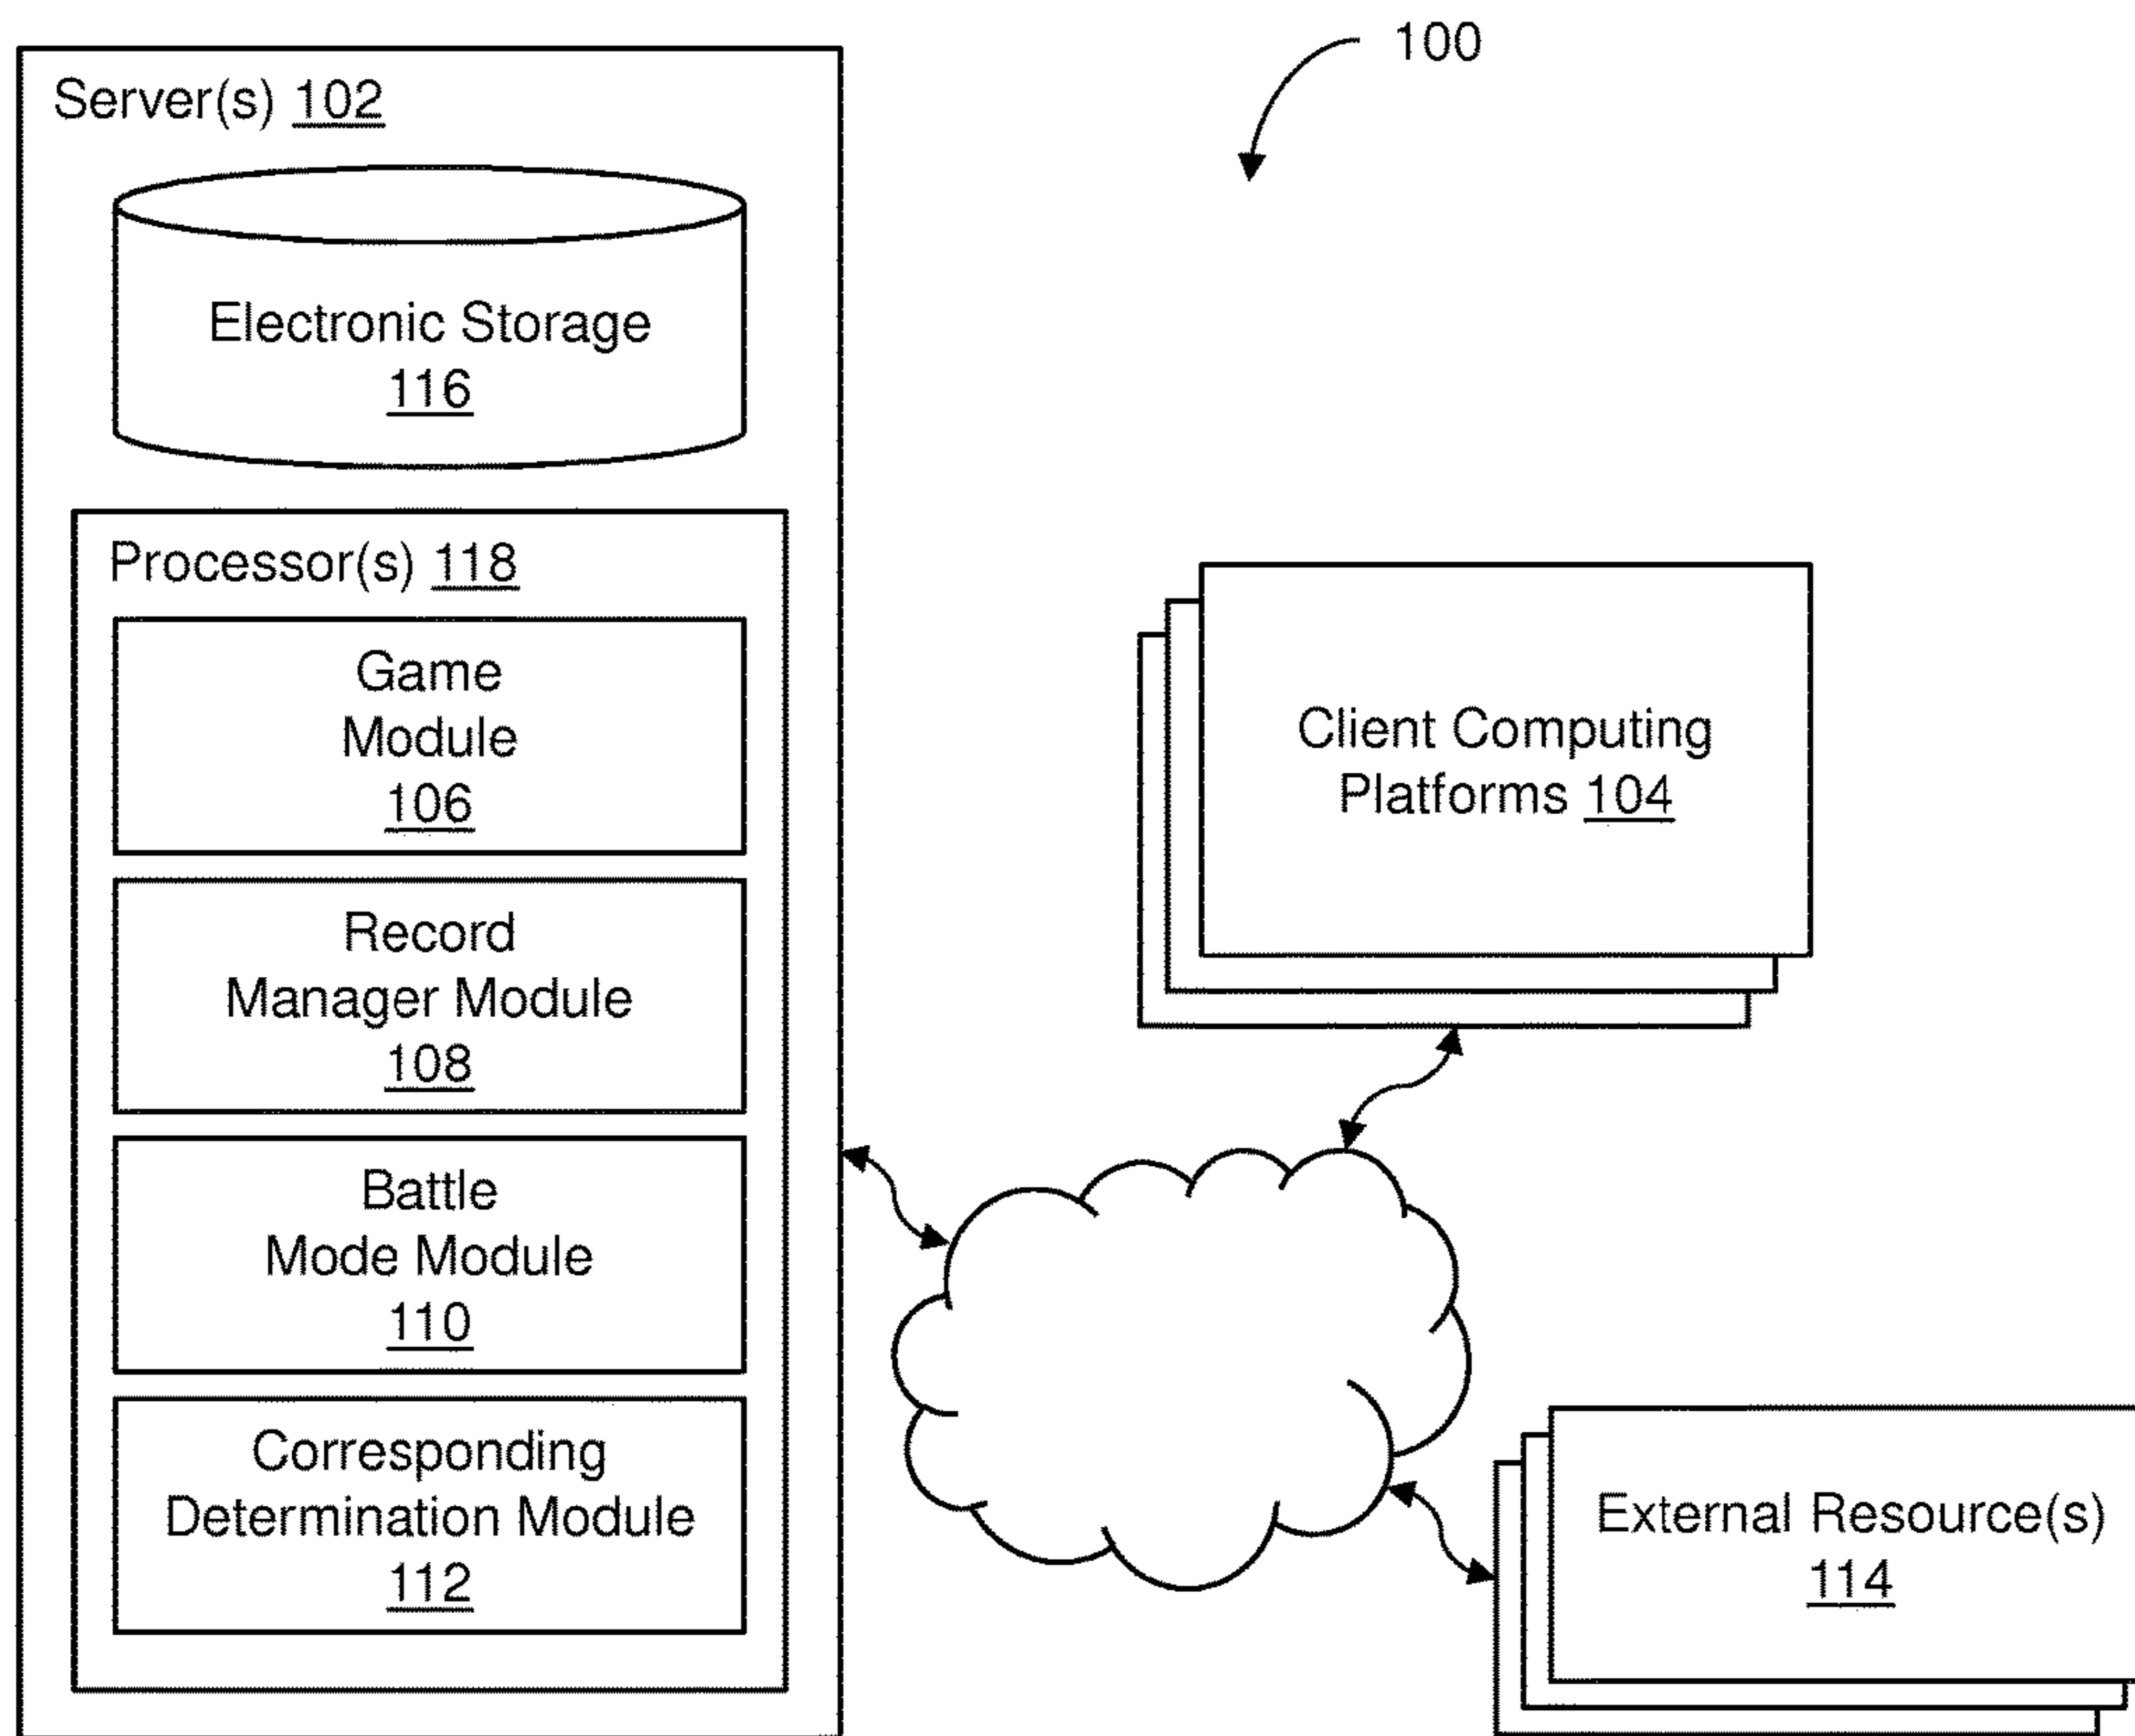 100
Server(s) 102
Electronic Storage
116
Processor(s) 118
Game
Module
106
Record
Manager Module
108
Battle
Mode Module
110
Corresponding
Determination Module
112
Client Computing
Platforms 104
External Resource(s)
114